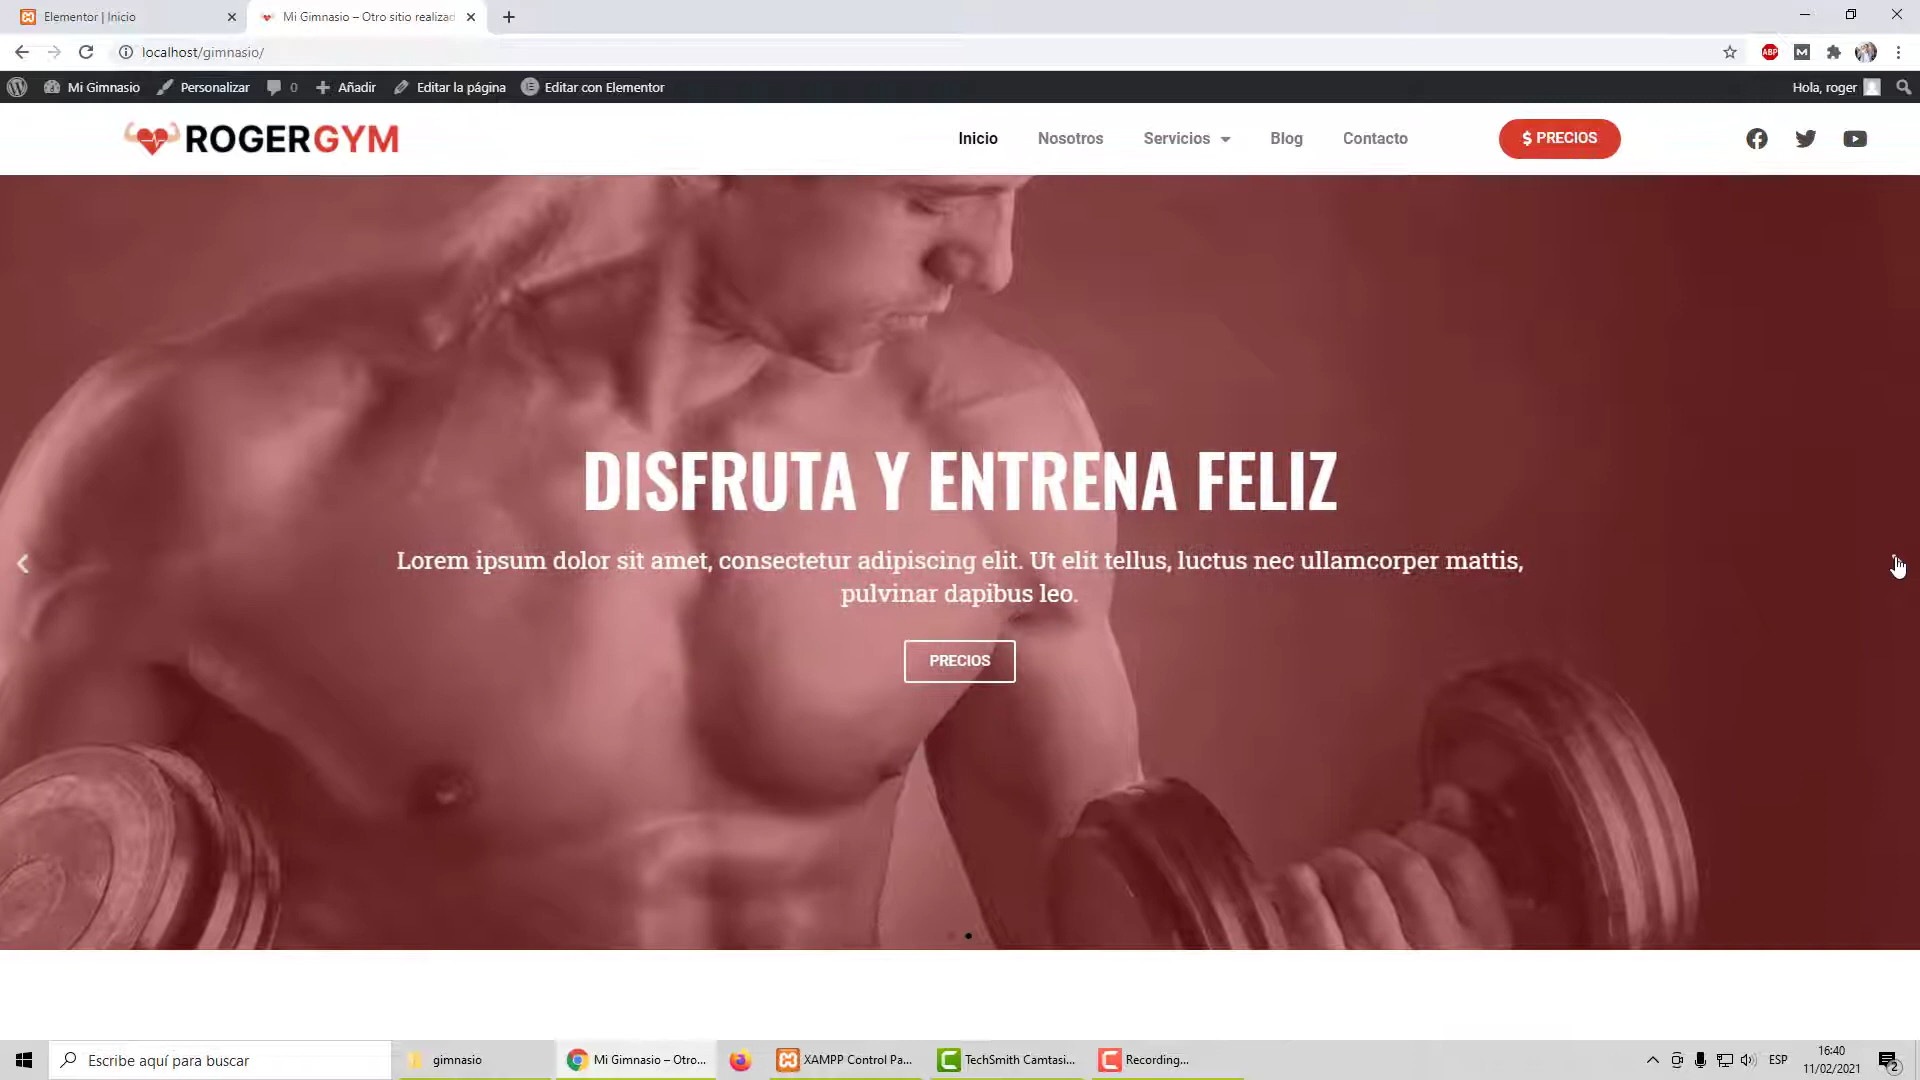 Elementor | Inicio
Mi Gimnasio – Otro sitio realizad
localhost/gimnasio/
ABP
Mi Gimnasio
Personalizar
0
Añadir
Editar la página
Editar con Elementor
Hola, roger
ROGERGYM
Inicio
Nosotros
Servicios
Blog
Contacto
$ PRECIOS
DISFRUTA Y ENTRENA FELIZ
Lorem ipsum dolor sit amet, consectetur adipiscing elit. Ut elit tellus, luctus nec ullamcorper mattis,
pulvinar dapibus leo.
PRECIOS
Escribe aquí para buscar
gimnasio
Mi Gimnasio – Otro...
XAMPP Control Pa...
TechSmith Camtasi...
Recording...
ESP
16:40
11/02/2021
2